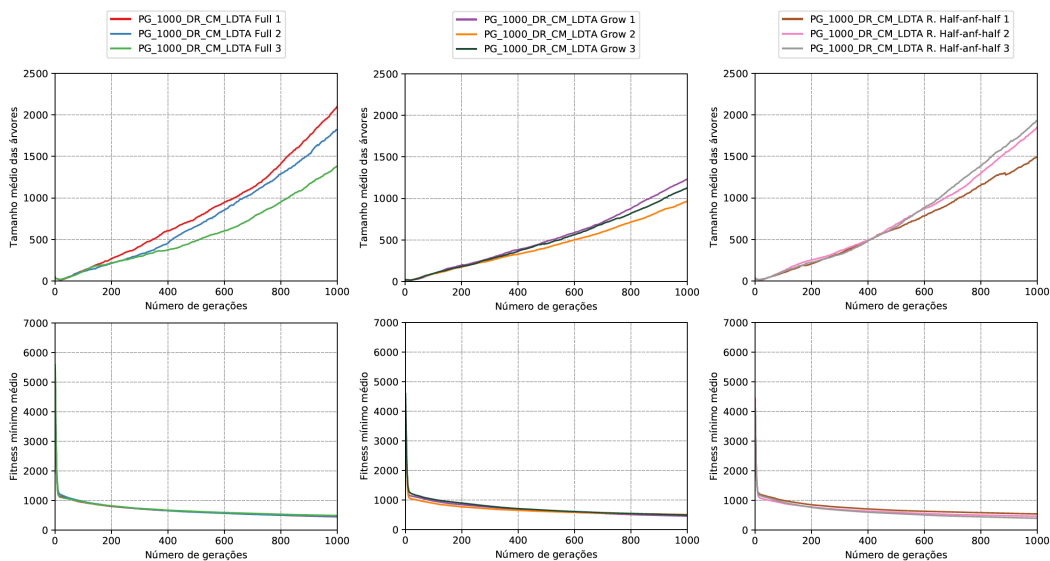 PG_1000_DR_CM_LDTA Full 1
PG_1000_DR_CM_LDTA Full 2
PG_1000_DR_CM_LDTA Full 3
PG_1000_DR_CM_LDTA Grow 1
PG_1000_DR_CM_LDTA Grow 2
PG_1000_DR_CM_LDTA Grow 3
PG_1000_DR_CM_LDTA R. Half-anf-half 1
PG_1000_DR_CM_LDTA R. Half-anf-half 2
PG_1000_DR_CM_LDTA R. Half-anf-half 3
Tamanho médio das árvores
2500
2000
1500
1000
500
0
0 200 400 600 800 1000
Número de gerações
Tamanho médio das árvores
2500
2000
1500
1000
500
0
0 200 400 600 800 1000
Número de gerações
Tamanho médio das árvores
2500
2000
1500
1000
500
0
0 200 400 600 800 1000
Número de gerações
Fitness mínimo médio
7000
6000
5000
4000
3000
2000
1000
0
0 200 400 600 800 1000
Número de gerações
Fitness mínimo médio
7000
6000
5000
4000
3000
2000
1000
0
0 200 400 600 800 1000
Número de gerações
Fitness mínimo médio
7000
6000
5000
4000
3000
2000
1000
0
0 200 400 600 800 1000
Número de gerações